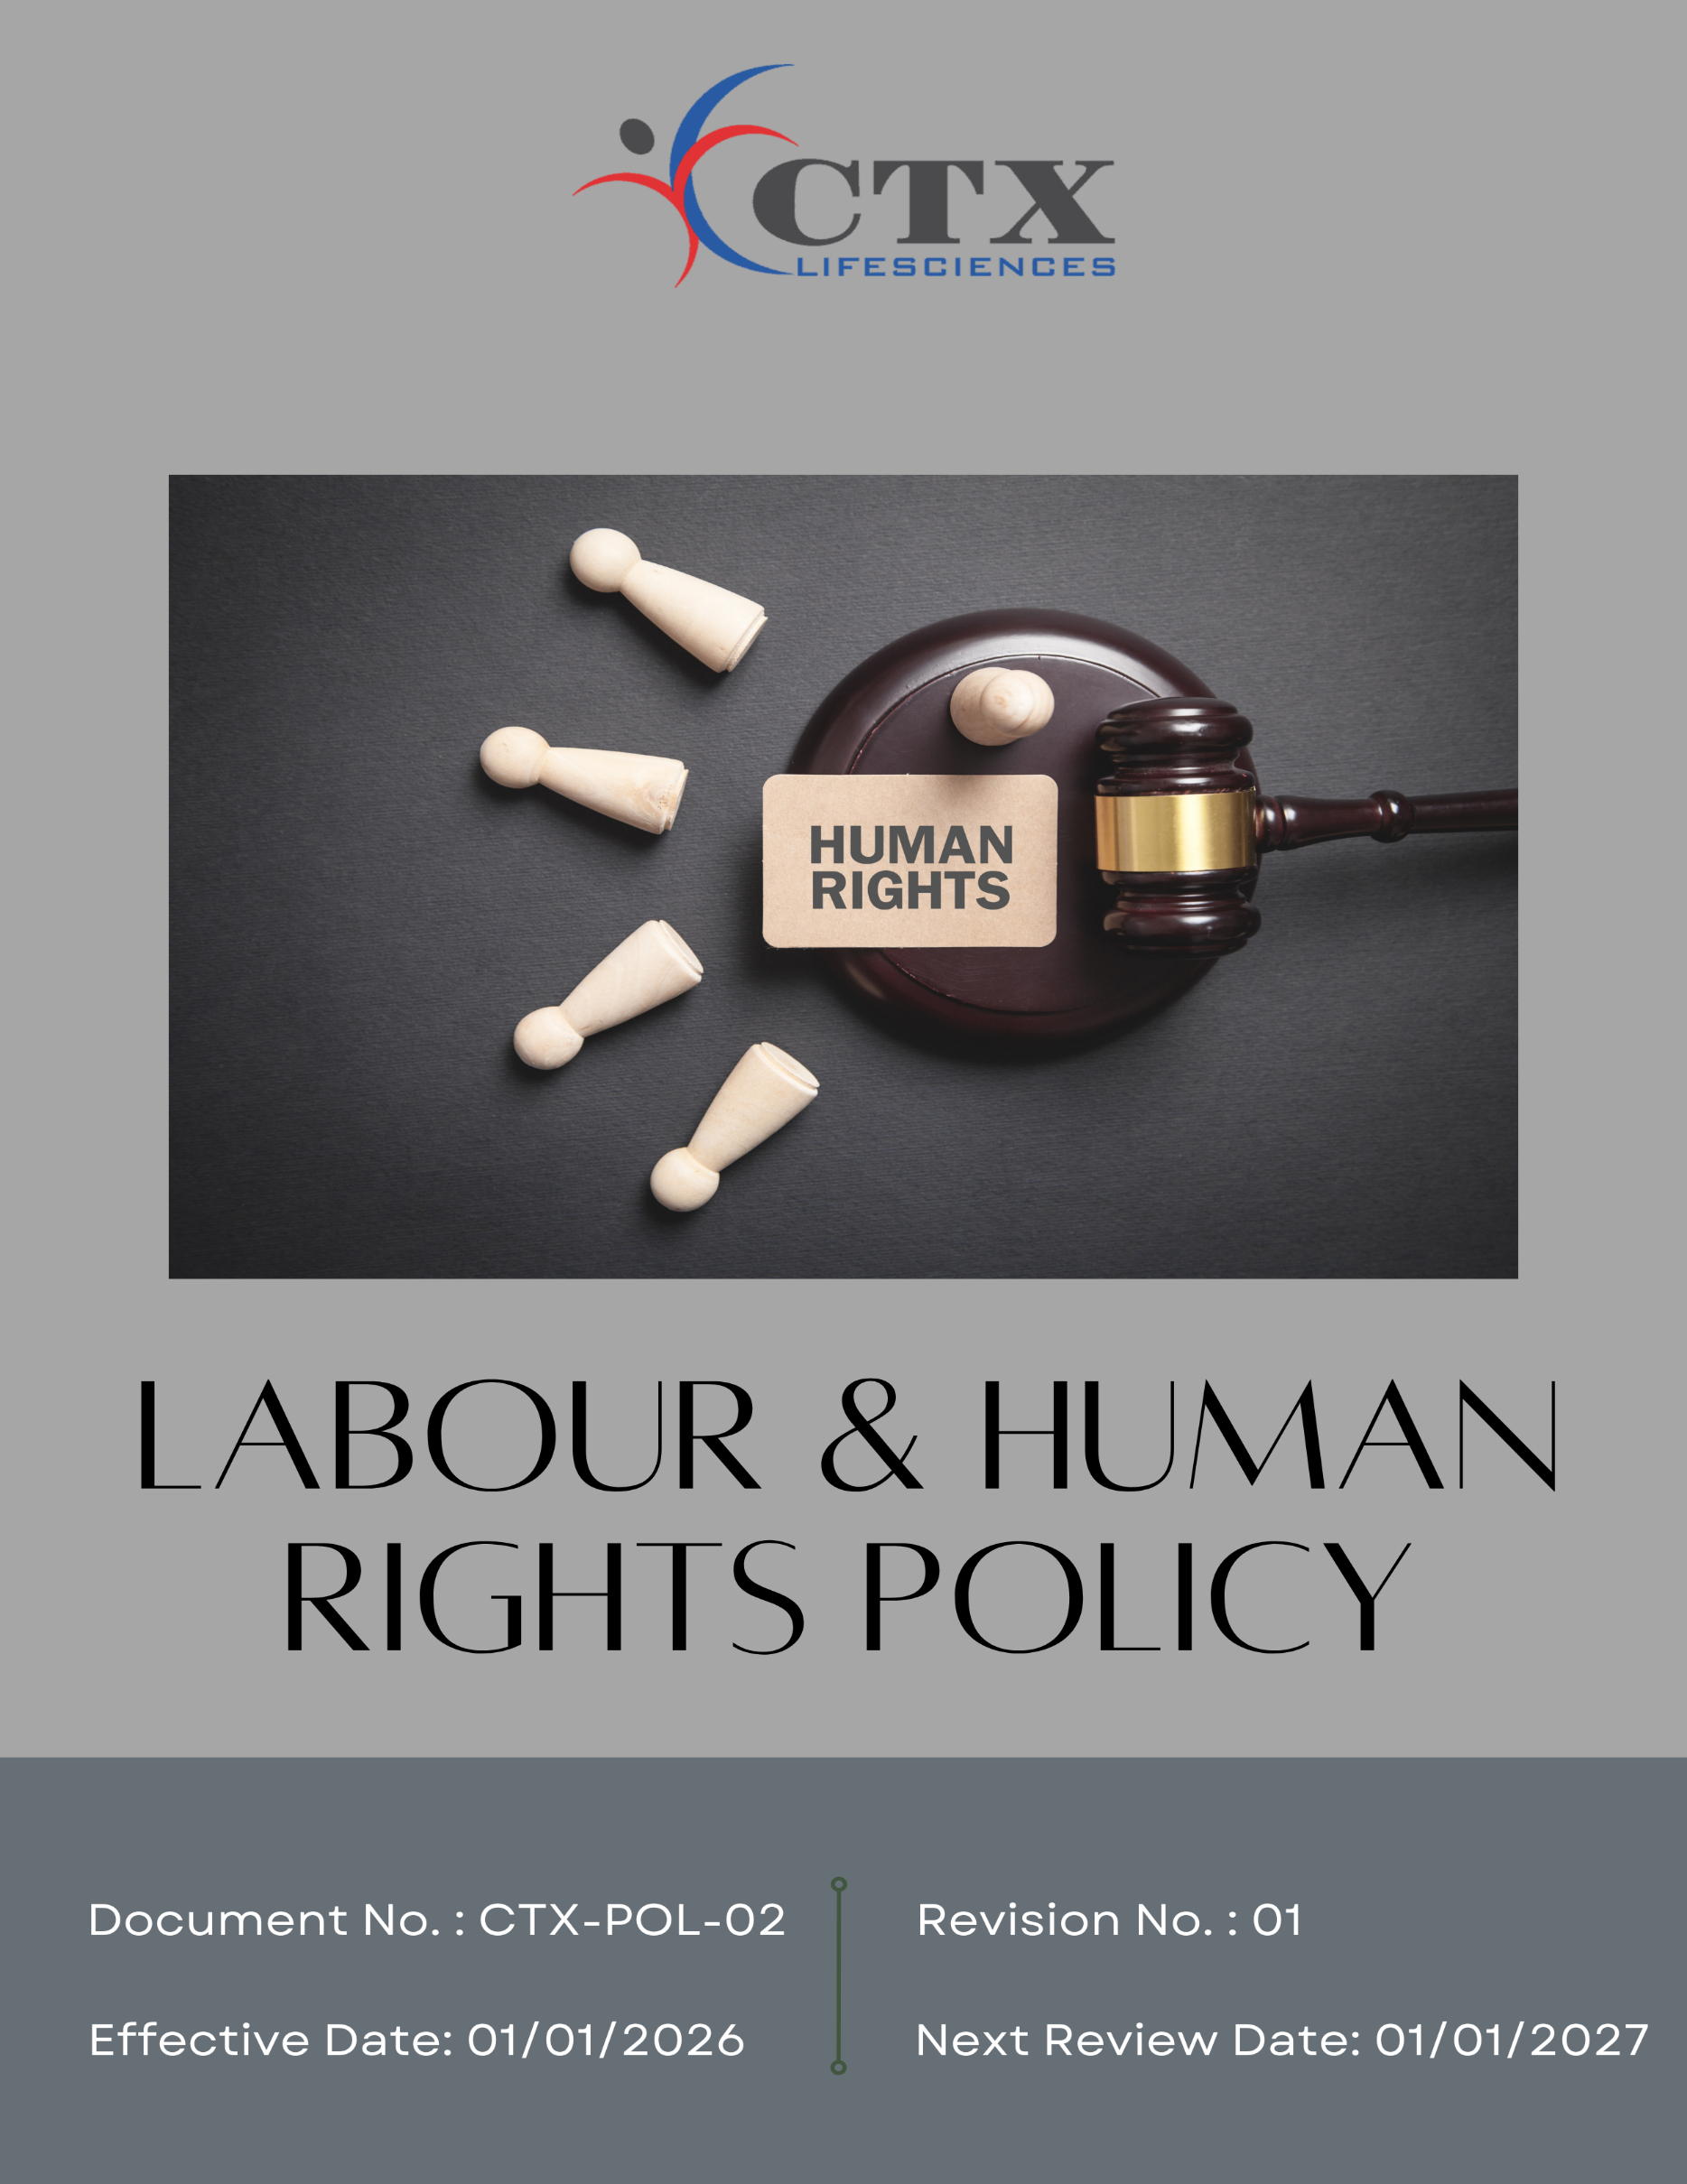 CTX
LIFESCIENCES
HUMAN
RIGHTS
LABOUR & HUMAN
RIGHTS POLICY
Document No. : CTX-POL-02
Revision No. : 01
Effective Date: 01/01/2026
Next Review Date: 01/01/2027